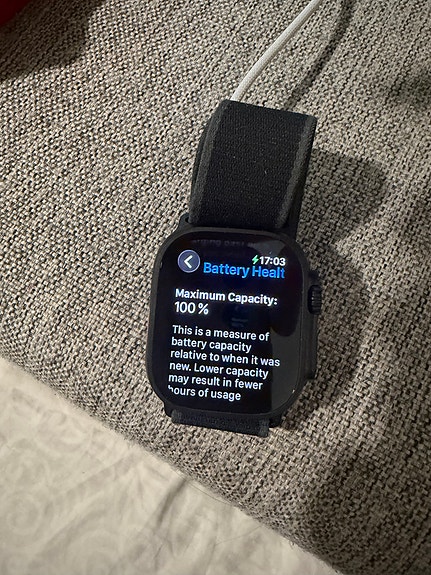 17:03
Battery Healt
Maximum Capacity:
100%
This is a measure of
battery capacity
relative to when it was
new. Lower capacity
may result in fewer
hours of usage